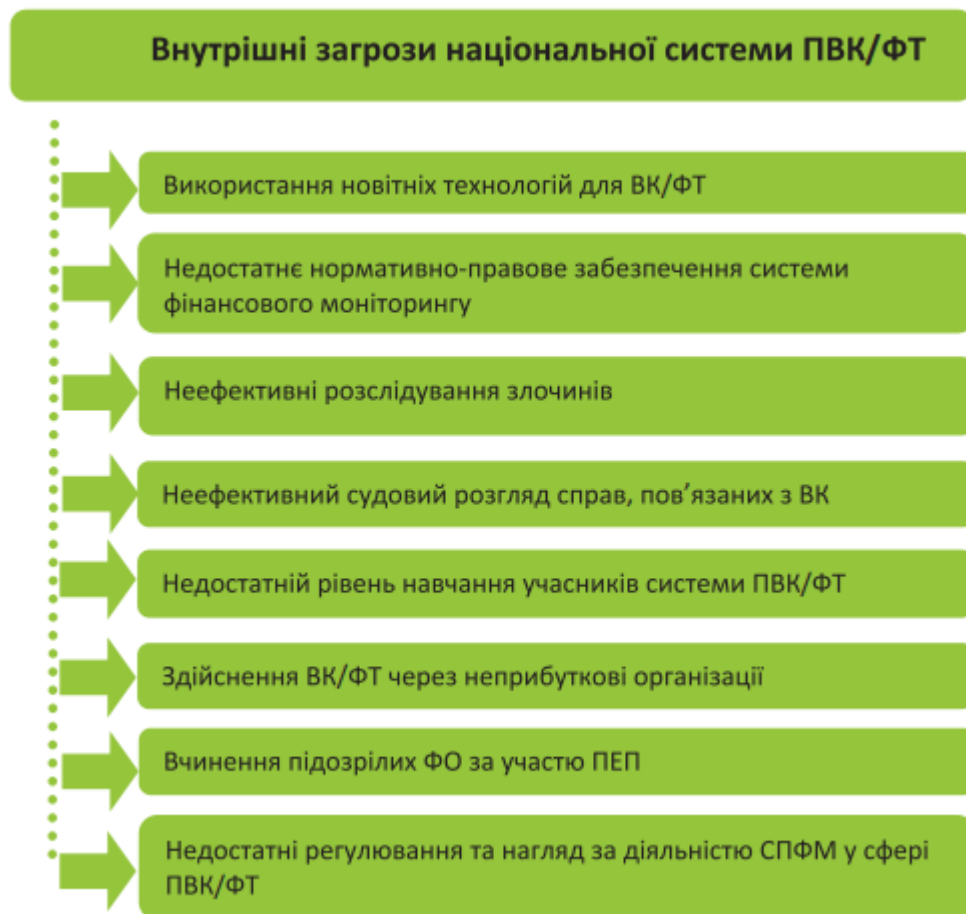 Внутрішні загрози національної системи ПВК/ФТ
Використання новітніх технологій для ВК/ФТ
Недостатнє нормативно-правове забезпечення системи
фінансового моніторингу
Неефективні розслідування злочинів
Неефективний судовий розгляд справ, пов’язаних з ВК
Недостатній рівень навчання учасників системи ПВК/ФТ
Здійснення ВК/ФТ через неприбуткові організації
Вчинення підозрілих ФО за участю ПЕП
Недостатні регулювання та нагляд за діяльністю СПФМ у сфері
ПВК/ФТ